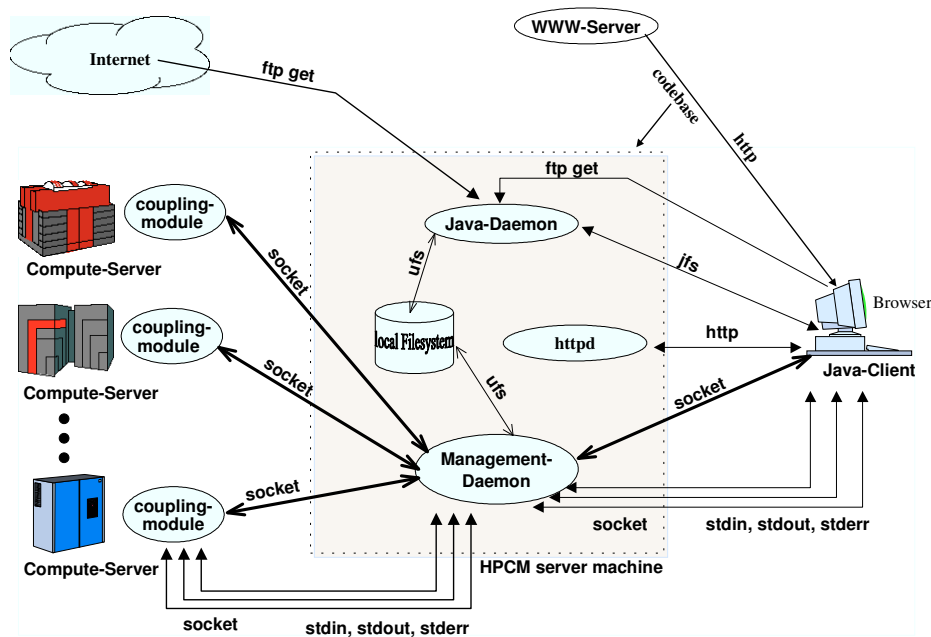 WWW-Server
Internet
ftp get
codebase
http
ftp get
coupling-
module
Java-Daemon
socket
ufs
jfs
Compute-Server
Browser
local Filesystem
httpd
http
coupling-
module
Java-Client
socket
ufs
socket
Compute-Server
Management-
Daemon
socket
coupling-
module
socket
stdin, stdout, stderr
Compute-Server
HPCM server machine
socket
stdin, stdout, stderr